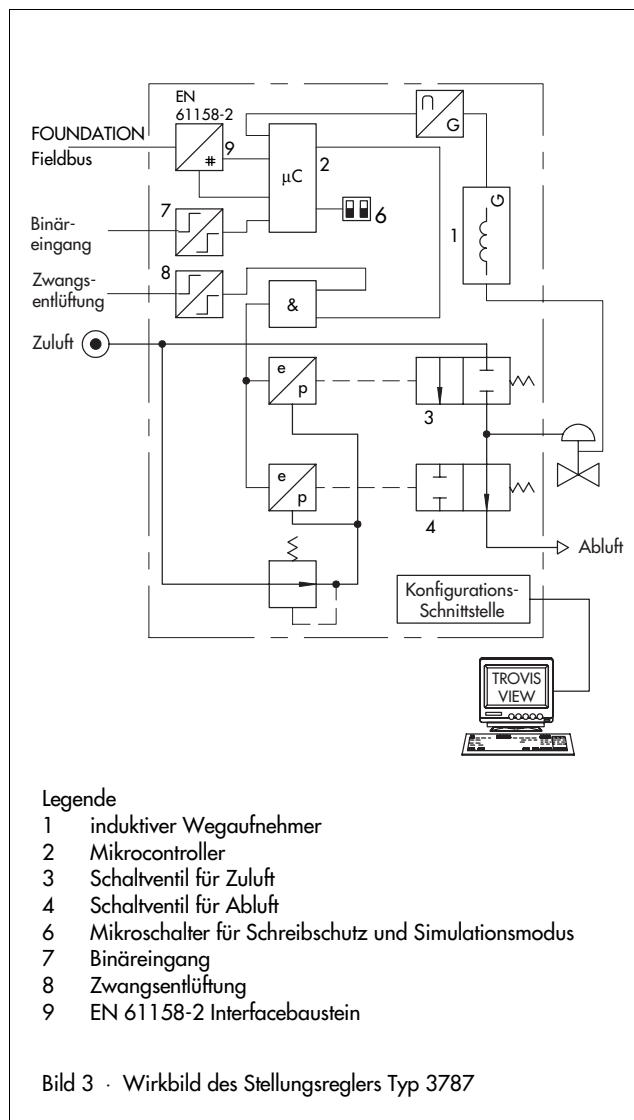 EN
61158-2
FOUNDATION
Fieldbus
#
9
µC
2
G
6
7
Binär-
eingang
1
G
8
Zwangs-
entlüftung
&
Zuluft
e
p
3
e
p
4
Abluft
Konfigurations-
Schnittstelle
TROVIS
VIEW
Legende
1 induktiver Wegaufnehmer
2 Mikrocontroller
3 Schaltventil für Zuluft
4 Schaltventil für Abluft
6 Mikroschalter für Schreibschutz und Simulationsmodus
7 Binäreingang
8 Zwangsentlüftung
9 EN 61158-2 Interfacebaustein
Bild 3 · Wirkbild des Stellungsreglers Typ 3787